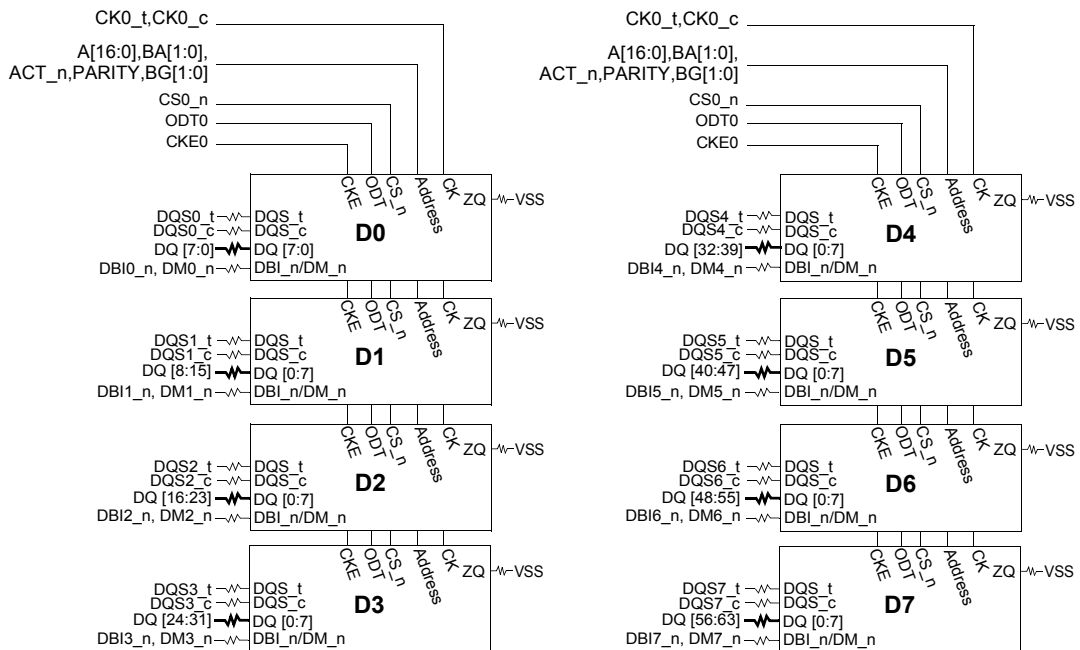 CK0_t,CK0_c
A[16:0],BA[1:0],
ACT_n,PARITY,BG[1:0]
CS0_n
ODT0
CKE0
CKE
ODT
CS_n
Address
CK
ZQ
VSS
DQS0_t
DQS0_c
DQ [7:0]
DBI0_n, DM0_n
DQS_t
DQS_c
DQ [7:0]
DBI_n/DM_n
D0
CKE
ODT
CS_n
Address
CK
ZQ
VSS
DQS1_t
DQS1_c
DQ [8:15]
DBI1_n, DM1_n
DQS_t
DQS_c
DQ [0:7]
DBI_n/DM_n
D1
CKE
ODT
CS_n
Address
CK
ZQ
VSS
DQS2_t
DQS2_c
DQ [16:23]
DBI2_n, DM2_n
DQS_t
DQS_c
DQ [0:7]
DBI_n/DM_n
D2
CKE
ODT
CS_n
Address
CK
ZQ
VSS
DQS3_t
DQS3_c
DQ [24:31]
DBI3_n, DM3_n
DQS_t
DQS_c
DQ [0:7]
DBI_n/DM_n
D3
CK0_t,CK0_c
A[16:0],BA[1:0],
ACT_n,PARITY,BG[1:0]
CS0_n
ODT0
CKE0
CKE
ODT
CS_n
Address
CK
ZQ
VSS
DQS4_t
DQS4_c
DQ [32:39]
DBI4_n, DM4_n
DQS_t
DQS_c
DQ [0:7]
DBI_n/DM_n
D4
CKE
ODT
CS_n
Address
CK
ZQ
VSS
DQS5_t
DQS5_c
DQ [40:47]
DBI5_n, DM5_n
DQS_t
DQS_c
DQ [0:7]
DBI_n/DM_n
D5
CKE
ODT
CS_n
Address
CK
ZQ
VSS
DQS6_t
DQS6_c
DQ [48:55]
DBI6_n, DM6_n
DQS_t
DQS_c
DQ [0:7]
DBI_n/DM_n
D6
CKE
ODT
CS_n
Address
CK
ZQ
VSS
DQS7_t
DQS7_c
DQ [56:63]
DBI7_n, DM7_n
DQS_t
DQS_c
DQ [0:7]
DBI_n/DM_n
D7